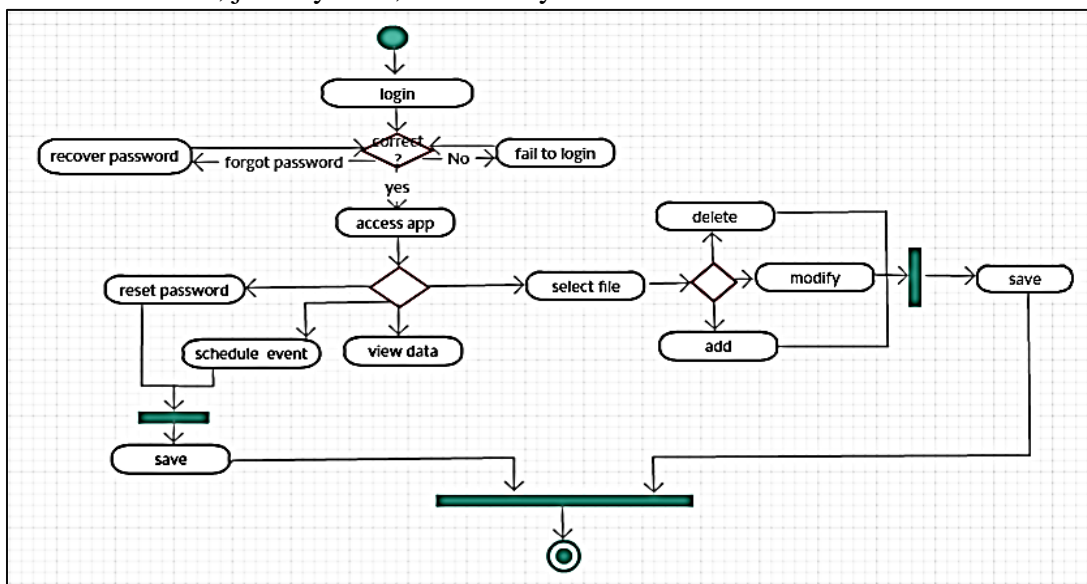 login
correct
?
recover password
forgot password
No
fail to login
yes
access app
delete
reset password
select file
modify
save
schedule event
view data
add
save